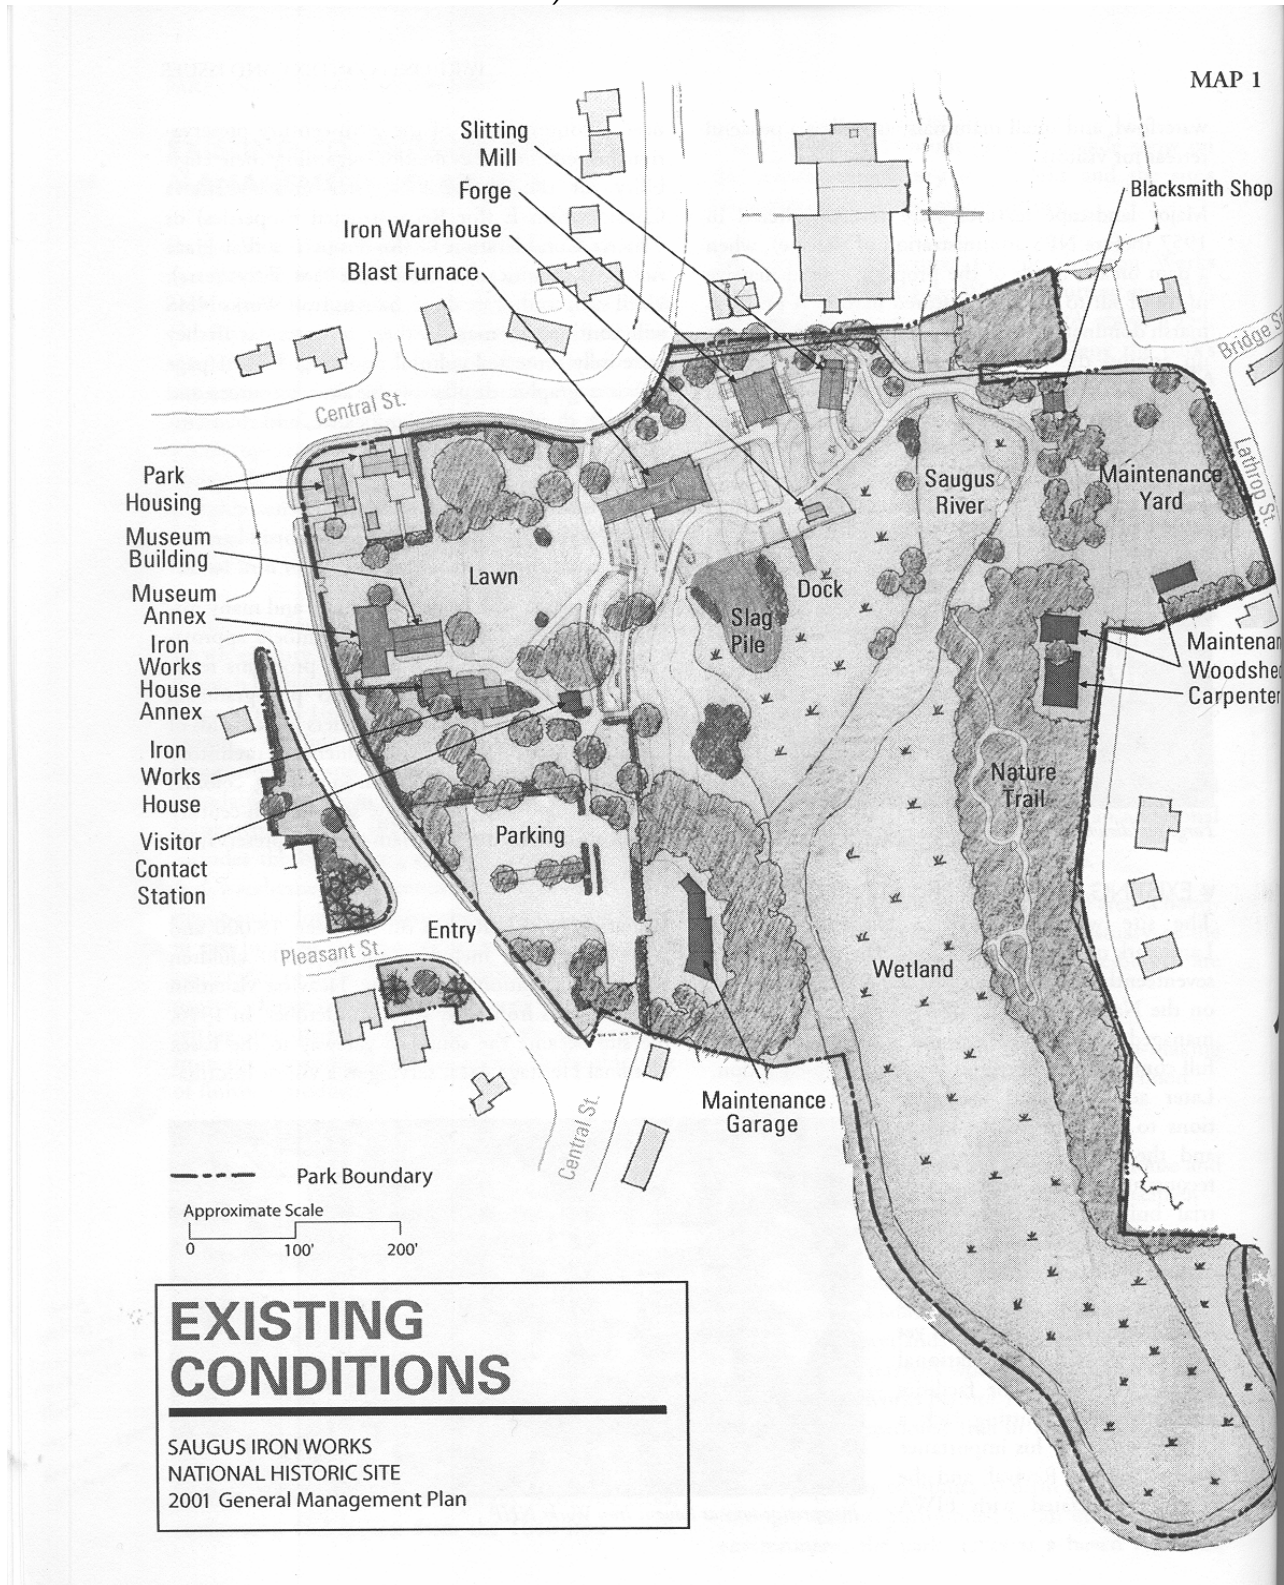 MAP 1
Slitting
Mill
Forge
Iron Warehouse
Blast Furnace
Blacksmith Shop
Bridge S
Central St.
Lathrop St.
Park
Housing
Museum
Building
Museum
Annex
Iron
Works
House
Annex
Iron
Works
House
Visitor
Contact
Station
Lawn
Saugus
River
Maintenance
Yard
Dock
Slag
Pile
Maintenan
Woodshe
Carpenter
Nature
Trail
Parking
Entry
Pleasant St.
Wetland
Maintenance
Garage
Central St.
Park Boundary
Approximate Scale
0 100' 200'
EXISTING
CONDITIONS
SAUGUS IRON WORKS
NATIONAL HISTORIC SITE
2001 General Management Plan